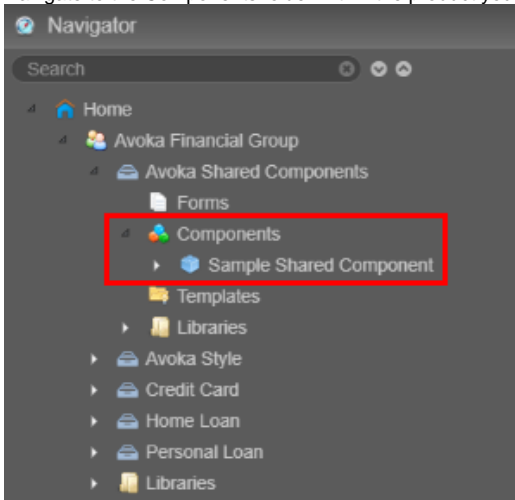 Navigator
Search
Home
Avoka Financial Group
Avoka Shared Components
Forms
Components
Sample Shared Component
Templates
Libraries
Avoka Style
Credit Card
Home Loan
Personal Loan
Libraries